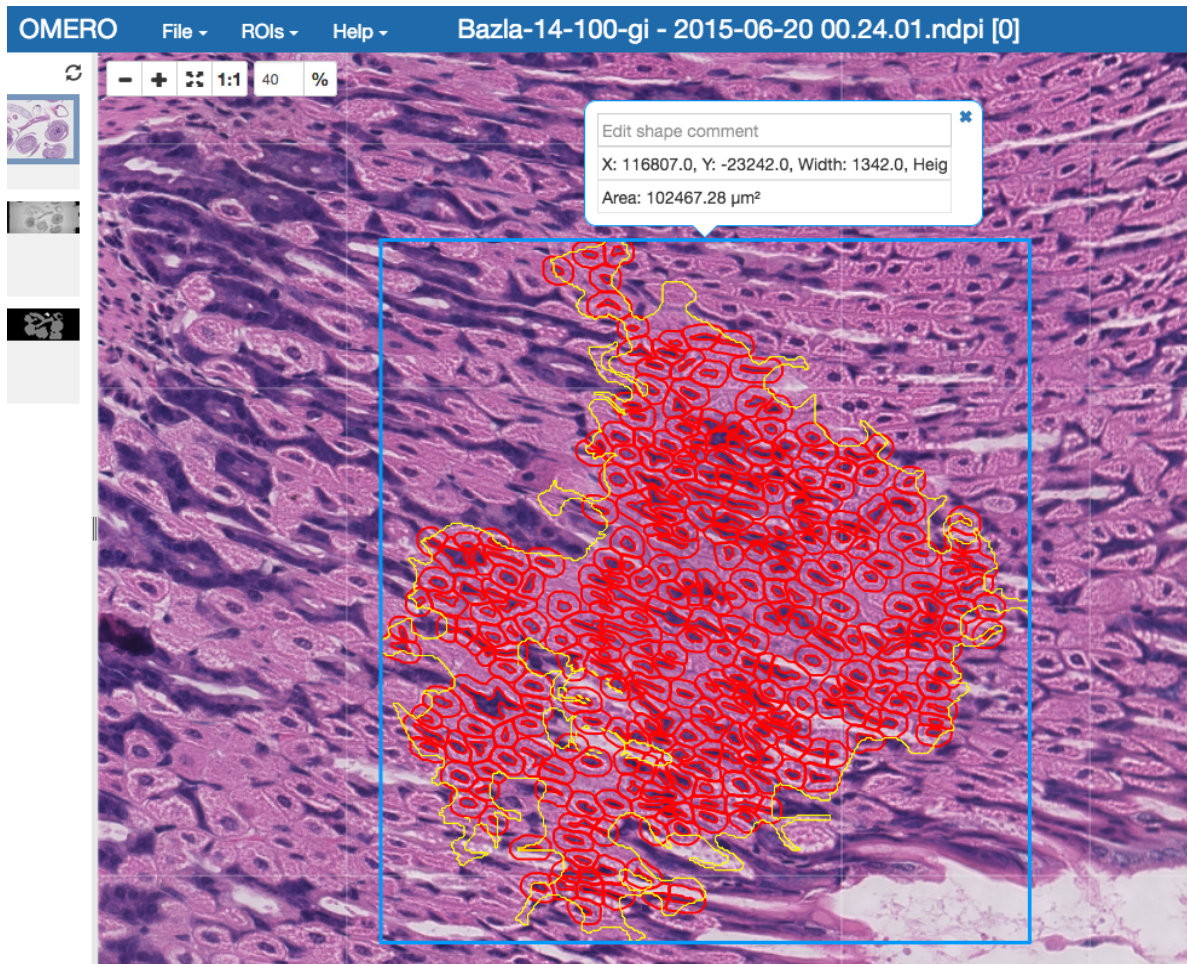 OMERO File ROIs Help Bazla-14-100-gi - 2015-06-20 00.24.01.ndpi [0]
1:1 40 %
Edit shape comment
X: 116807.0, Y: -23242.0, Width: 1342.0, Heig
Area: 102467.28 µm²